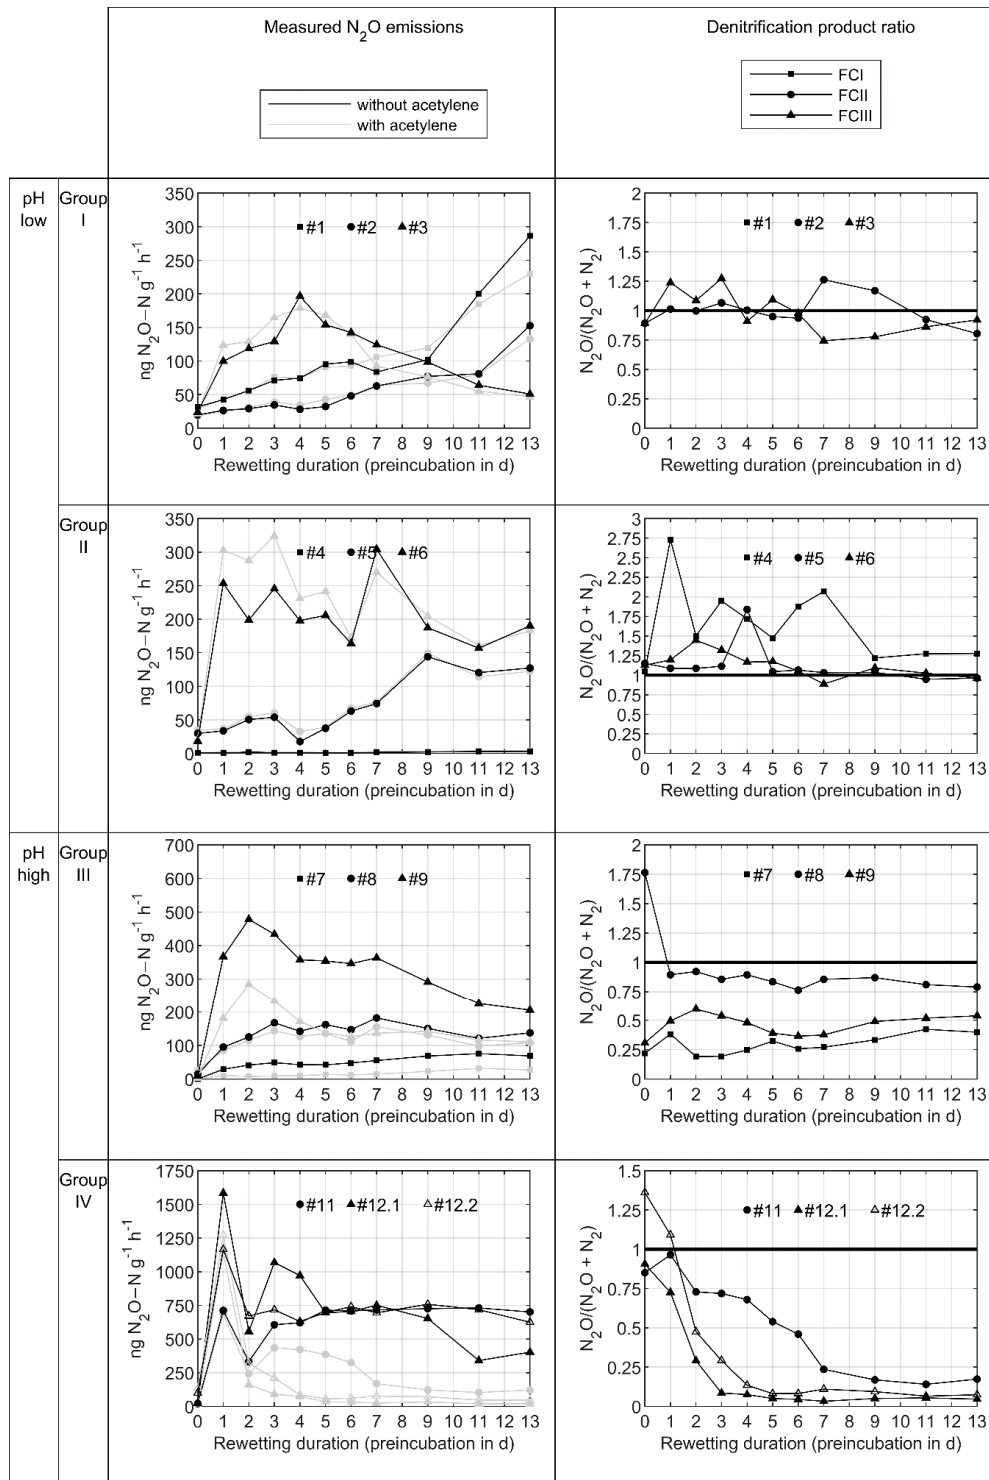 Measured N₂O emissions
Denitrification product ratio
without acetylene
with acetylene
FCI
FCII
FCIII
pH low
Group I
350
300
250
200
150
100
50
0
ng N₂O−N g⁻¹ h⁻¹
#1 #2 #3
0 1 2 3 4 5 6 7 8 9 10 11 12 13
Rewetting duration (preincubation in d)
2
1.75
1.5
1.25
1
0.75
0.5
0.25
0
N₂O/(N₂O + N₂)
#1 #2 #3
0 1 2 3 4 5 6 7 8 9 10 11 12 13
Rewetting duration (preincubation in d)
Group II
350
300
250
200
150
100
50
0
ng N₂O−N g⁻¹ h⁻¹
#4 #5 #6
0 1 2 3 4 5 6 7 8 9 10 11 12 13
Rewetting duration (preincubation in d)
3
2.75
2.5
2.25
2
1.75
1.5
1.25
1
0.75
0.5
0.25
0
N₂O/(N₂O + N₂)
#4 #5 #6
0 1 2 3 4 5 6 7 8 9 10 11 12 13
Rewetting duration (preincubation in d)
pH high
Group III
700
600
500
400
300
200
100
0
ng N₂O−N g⁻¹ h⁻¹
#7 #8 #9
0 1 2 3 4 5 6 7 8 9 10 11 12 13
Rewetting duration (preincubation in d)
2
1.75
1.5
1.25
1
0.75
0.5
0.25
0
N₂O/(N₂O + N₂)
#7 #8 #9
0 1 2 3 4 5 6 7 8 9 10 11 12 13
Rewetting duration (preincubation in d)
Group IV
1750
1500
1250
1000
750
500
250
0
ng N₂O−N g⁻¹ h⁻¹
#11 #12.1 #12.2
0 1 2 3 4 5 6 7 8 9 10 11 12 13
Rewetting duration (preincubation in d)
1.5
1.25
1
0.75
0.5
0.25
0
N₂O/(N₂O + N₂)
#11 #12.1 #12.2
0 1 2 3 4 5 6 7 8 9 10 11 12 13
Rewetting duration (preincubation in d)